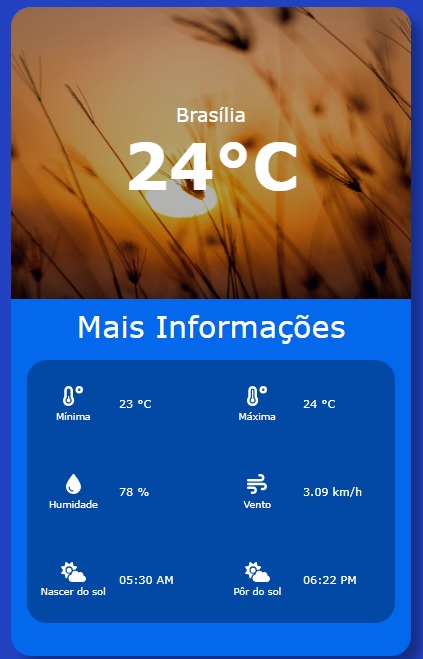 Brasília
24°C
Mais Informações
Mínima 23 °C Máxima 24 °C
Humidade 78 % Vento 3.09 km/h
Nascer do sol 05:30 AM Pôr do sol 06:22 PM